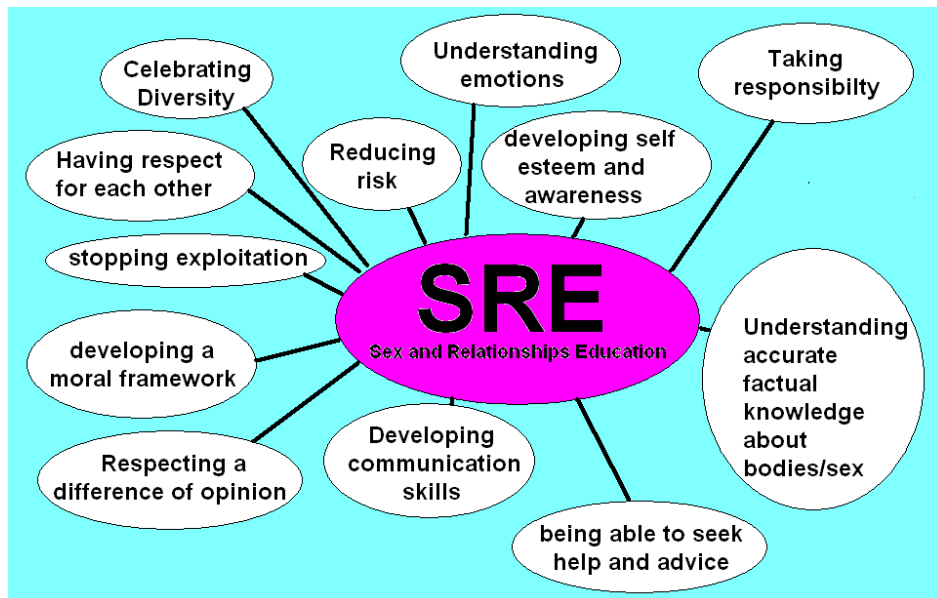 Celebrating
Diversity
Understanding
emotions
Taking
responsibilty
Having respect
for each other
Reducing
risk
developing self
esteem and
awareness
stopping exploitation
SRE
Sex and Relationships Education
Understanding
accurate
factual
knowledge
about
bodies/sex
developing a
moral framework
Respecting a
difference of opinion
Developing
communication
skills
being able to seek
help and advice